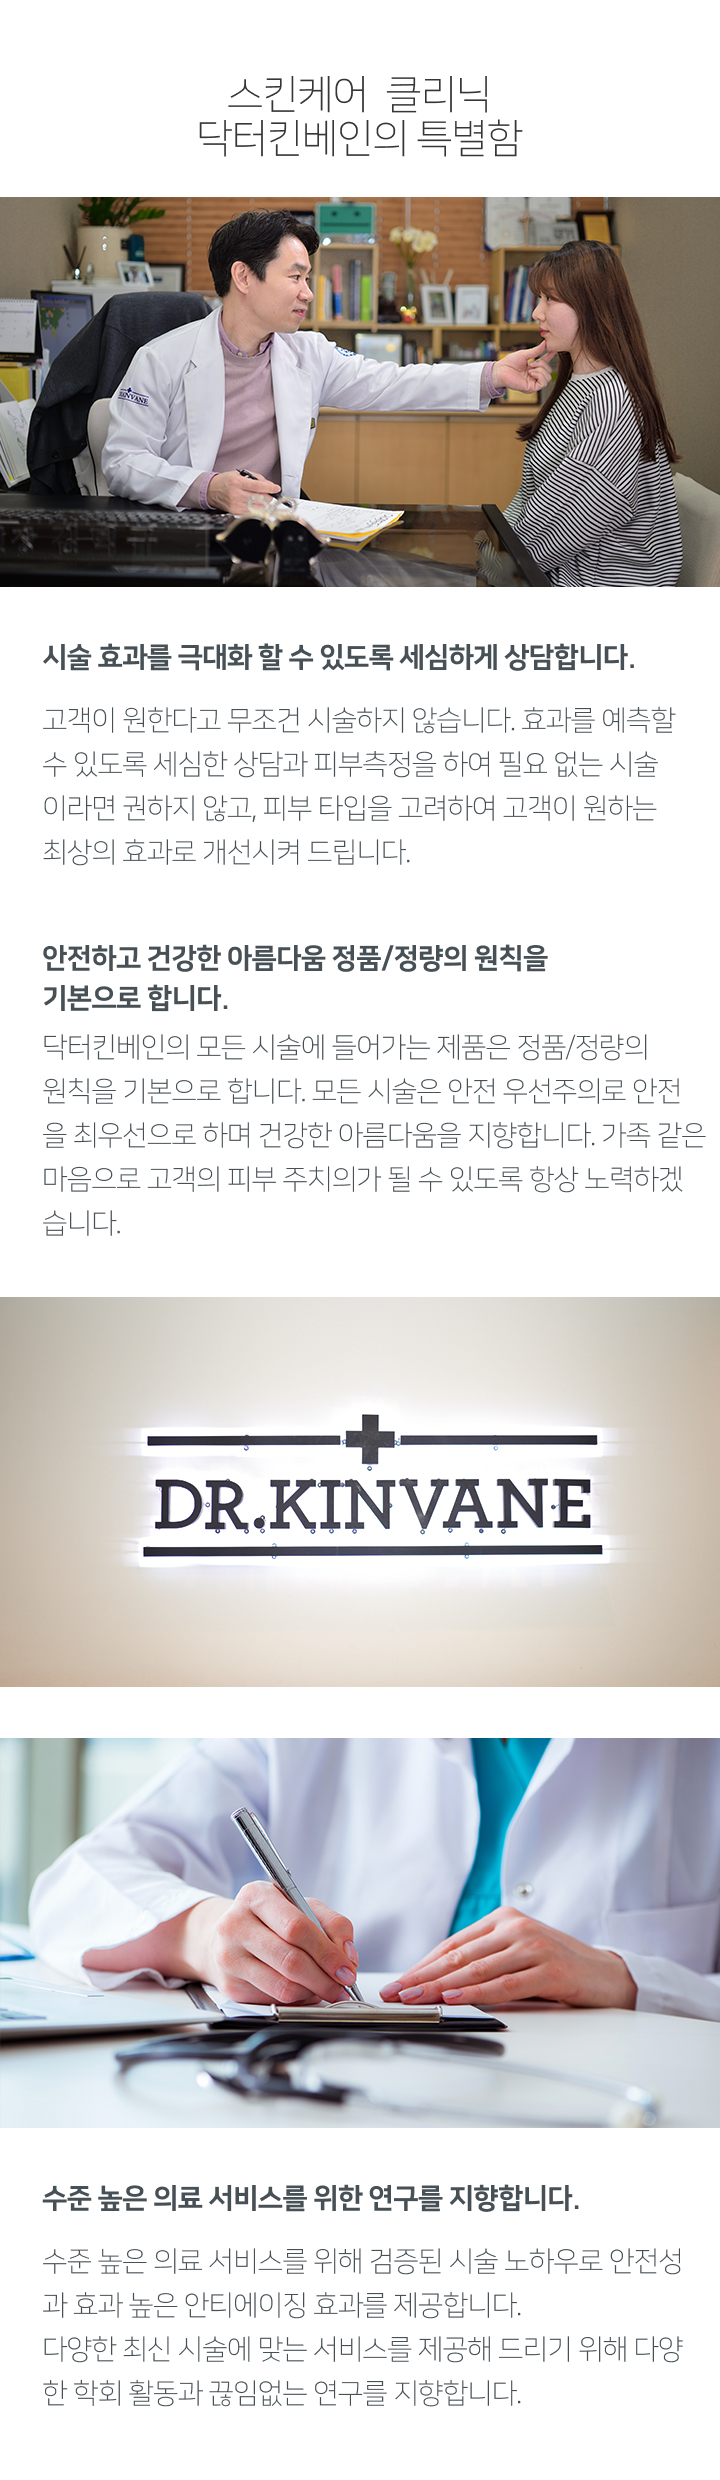 스킨케어 클리닉
닥터킨베인의 특별함
KINVANE
시술 효과를 극대화 할 수 있도록 세심하게 상담합니다.
고객이 원한다고 무조건 시술하지 않습니다. 효과를 예측할
수 있도록 세심한 상담과 피부측정을 하여 필요 없는 시술
이라면 권하지 않고, 피부 타입을 고려하여 고객이 원하는
최상의 효과로 개선시켜 드립니다.
안전하고 건강한 아름다움 정품/정량의 원칙을
기본으로 합니다.
닥터킨베인의 모든 시술에 들어가는 제품은 정품/정량의
원칙을 기본으로 합니다. 모든 시술은 안전 우선주의로 안전
을 최우선으로 하며 건강한 아름다움을 지향합니다. 가족 같은
마음으로 고객의 피부 주치의가 될 수 있도록 항상 노력하겠
습니다.
DR.KINVANE
수준 높은 의료 서비스를 위한 연구를 지향합니다.
수준 높은 의료 서비스를 위해 검증된 시술 노하우로 안전성
과 효과 높은 안티에이징 효과를 제공합니다.
다양한 최신 시술에 맞는 서비스를 제공해 드리기 위해 다양
한 학회 활동과 끊임없는 연구를 지향합니다.